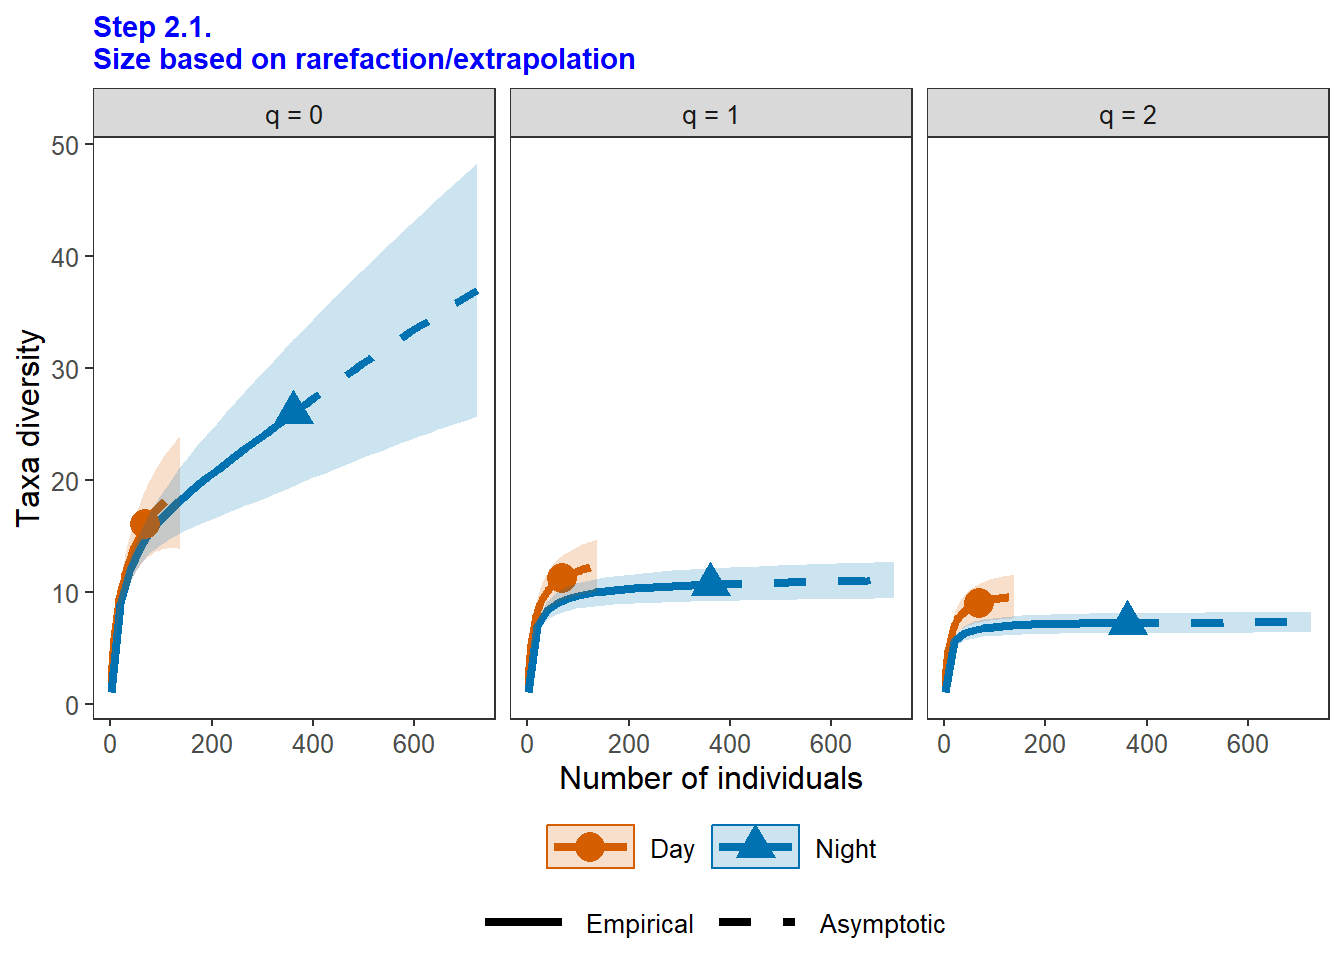 Step 2.1.
Size based on rarefaction/extrapolation
q = 0
q = 1
q = 2
Taxa diversity
50
40
30
20
10
0
0 200 400 600
0 200 400 600
0 200 400 600
Number of individuals
Day Night
Empirical Asymptotic